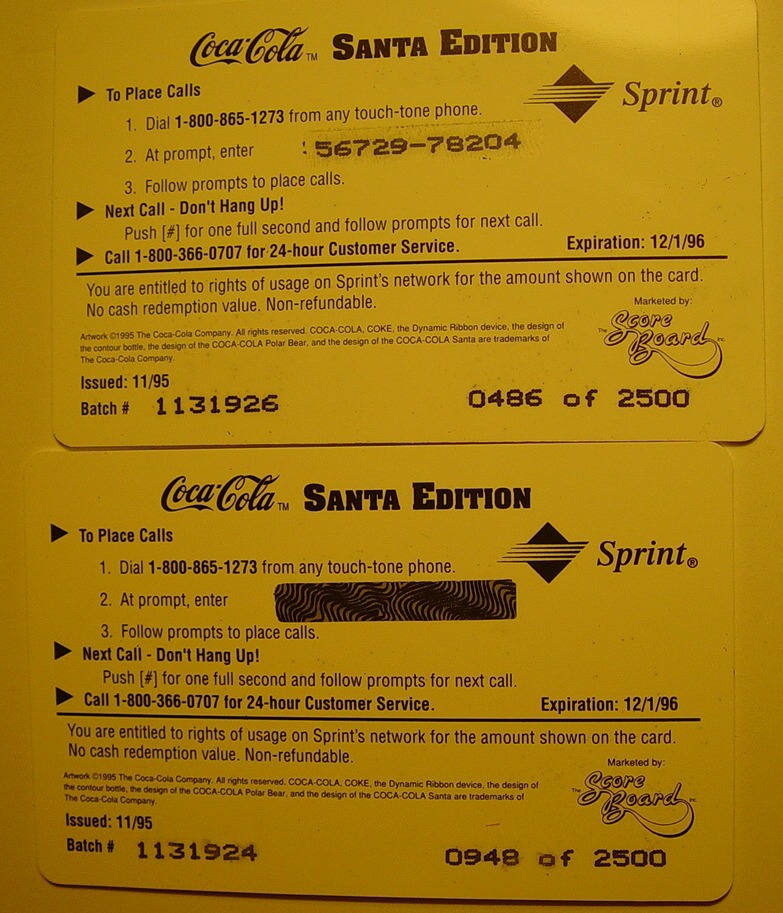 Coca-Cola™ SANTA EDITION
To Place Calls
Sprint®
1. Dial 1-800-865-1273 from any touch-tone phone.
2. At prompt, enter 56729-78204
3. Follow prompts to place calls.
Next Call - Don't Hang Up!
Push [#] for one full second and follow prompts for next call.
Call 1-800-366-0707 for 24-hour Customer Service. Expiration: 12/1/96
You are entitled to rights of usage on Sprint's network for the amount shown on the card.
No cash redemption value. Non-refundable.
Marketed by:
The Score Board, Inc.
Artwork ©1995 The Coca-Cola Company. All rights reserved. COCA-COLA, COKE, the Dynamic Ribbon device, the design of
the contour bottle, the design of the COCA-COLA Polar Bear, and the design of the COCA-COLA Santa are trademarks of
The Coca-Cola Company.
Issued: 11/95
Batch # 1131926 0486 of 2500
Coca-Cola™ SANTA EDITION
To Place Calls
Sprint®
1. Dial 1-800-865-1273 from any touch-tone phone.
2. At prompt, enter
3. Follow prompts to place calls.
Next Call - Don't Hang Up!
Push [#] for one full second and follow prompts for next call.
Call 1-800-366-0707 for 24-hour Customer Service. Expiration: 12/1/96
You are entitled to rights of usage on Sprint's network for the amount shown on the card.
No cash redemption value. Non-refundable.
Marketed by:
The Score Board, Inc.
Artwork ©1995 The Coca-Cola Company. All rights reserved. COCA-COLA, COKE, the Dynamic Ribbon device, the design of
the contour bottle, the design of the COCA-COLA Polar Bear, and the design of the COCA-COLA Santa are trademarks of
The Coca-Cola Company.
Issued: 11/95
Batch # 1131924 0948 of 2500